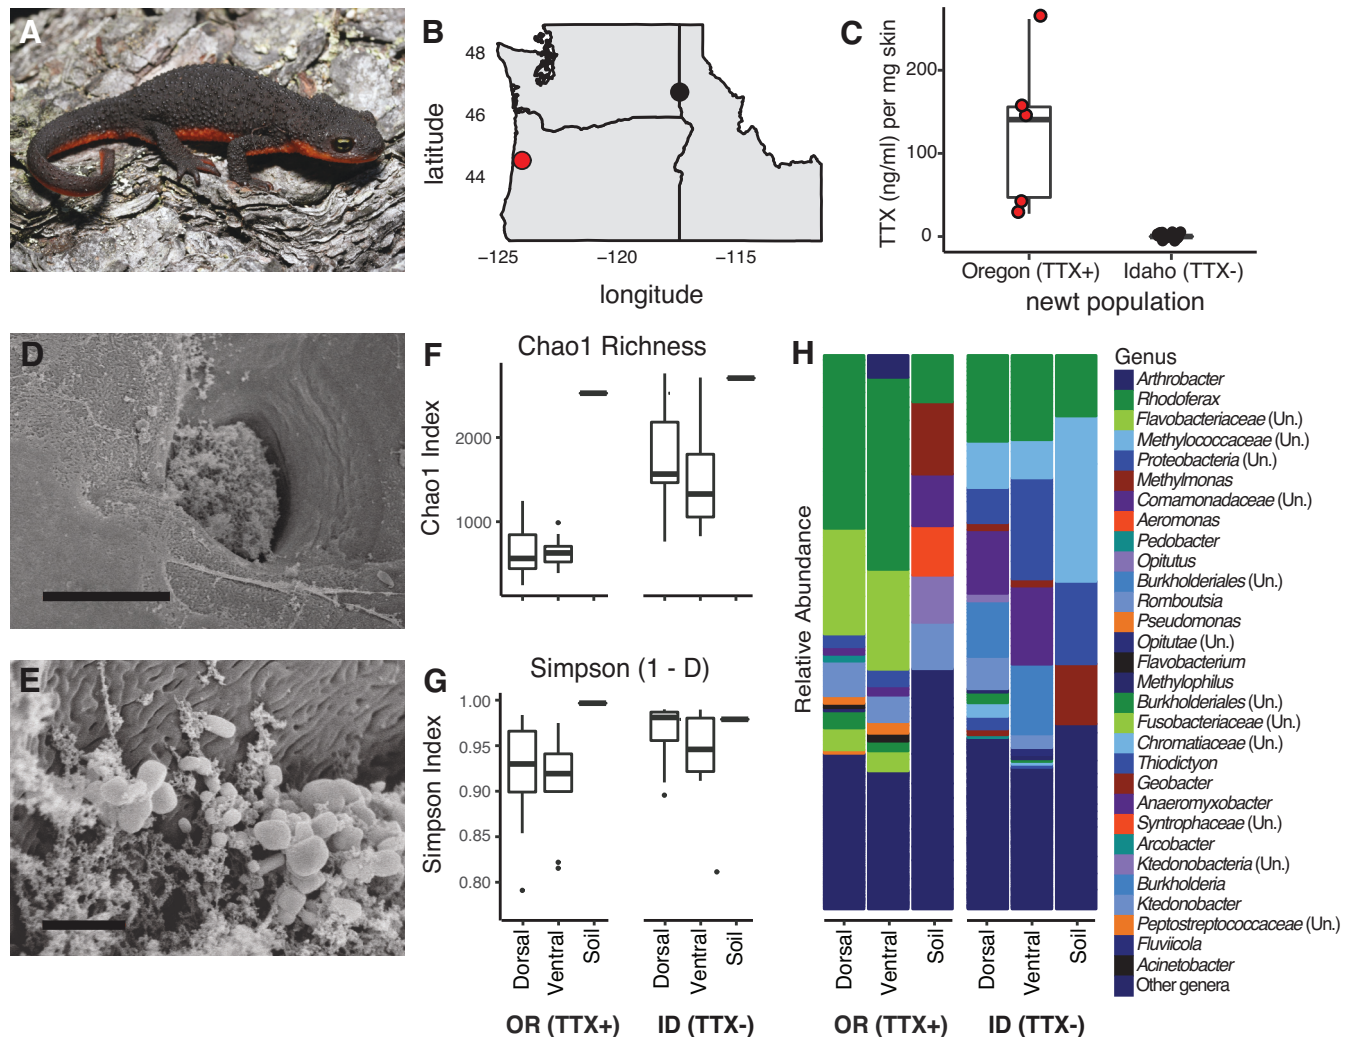 A
B
48
46
44
latitude
−125
−120
−115
longitude
C
TTX (ng/ml) per mg skin
200
100
0
Oregon (TTX+)
Idaho (TTX-)
newt population
D
E
F
Chao1 Richness
Chao1 Index
2000
1000
G
Simpson (1 - D)
Simpson Index
1.00
0.95
0.90
0.85
0.80
Dorsal
Ventral
Soil
Dorsal
Ventral
Soil
OR (TTX+)
ID (TTX-)
H
Relative Abundance
Dorsal
Ventral
Soil
Dorsal
Ventral
Soil
OR (TTX+)
ID (TTX-)
Genus
Arthrobacter
Rhodoferax
Flavobacteriaceae (Un.)
Methylococcaceae (Un.)
Proteobacteria (Un.)
Methylmonas
Comamonadaceae (Un.)
Aeromonas
Pedobacter
Opitutus
Burkholderiales (Un.)
Romboutsia
Pseudomonas
Opitutae (Un.)
Flavobacterium
Methylophilus
Burkholderiales (Un.)
Fusobacteriaceae (Un.)
Chromatiaceae (Un.)
Thiodictyon
Geobacter
Anaeromyxobacter
Syntrophaceae (Un.)
Arcobacter
Ktedonobacteria (Un.)
Burkholderia
Ktedonobacter
Peptostreptococcaceae (Un.)
Fluviicola
Acinetobacter
Other genera